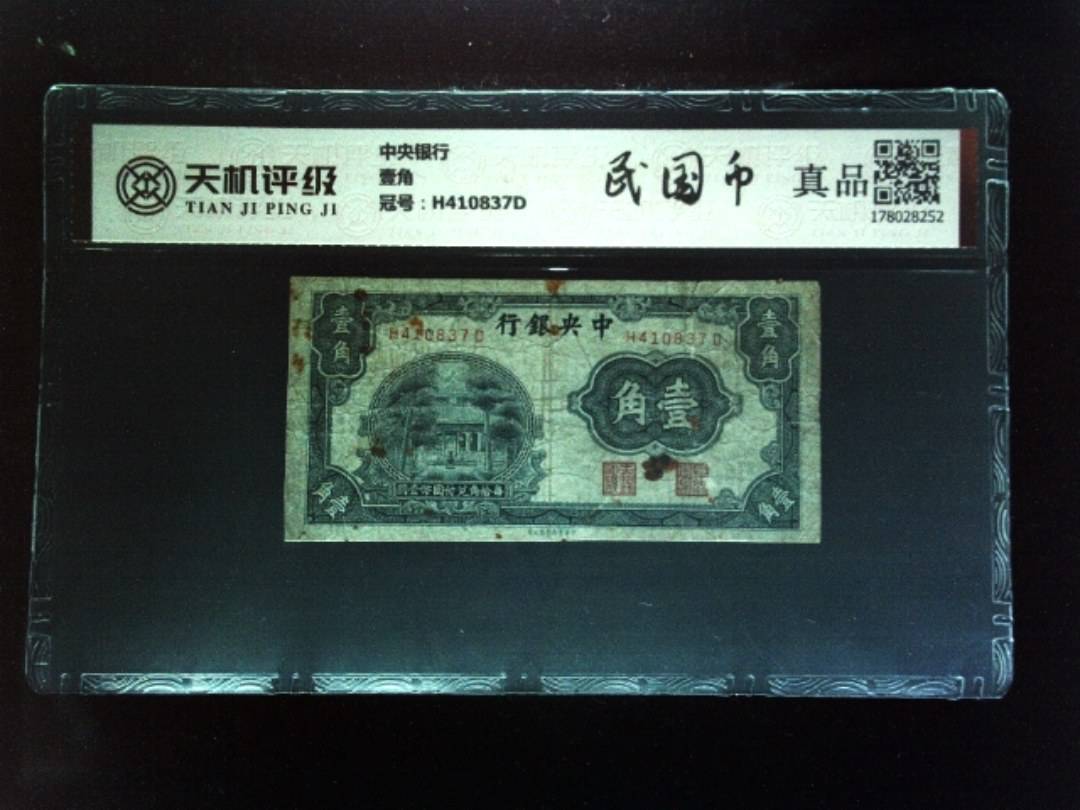 天机评级
TIAN JI PING JI
中央银行
壹角
冠号：H410837D
民国币
真品
178028252
行銀央中
壹角
壹角
H410837D
H410837D
角壹
壹角
壹角